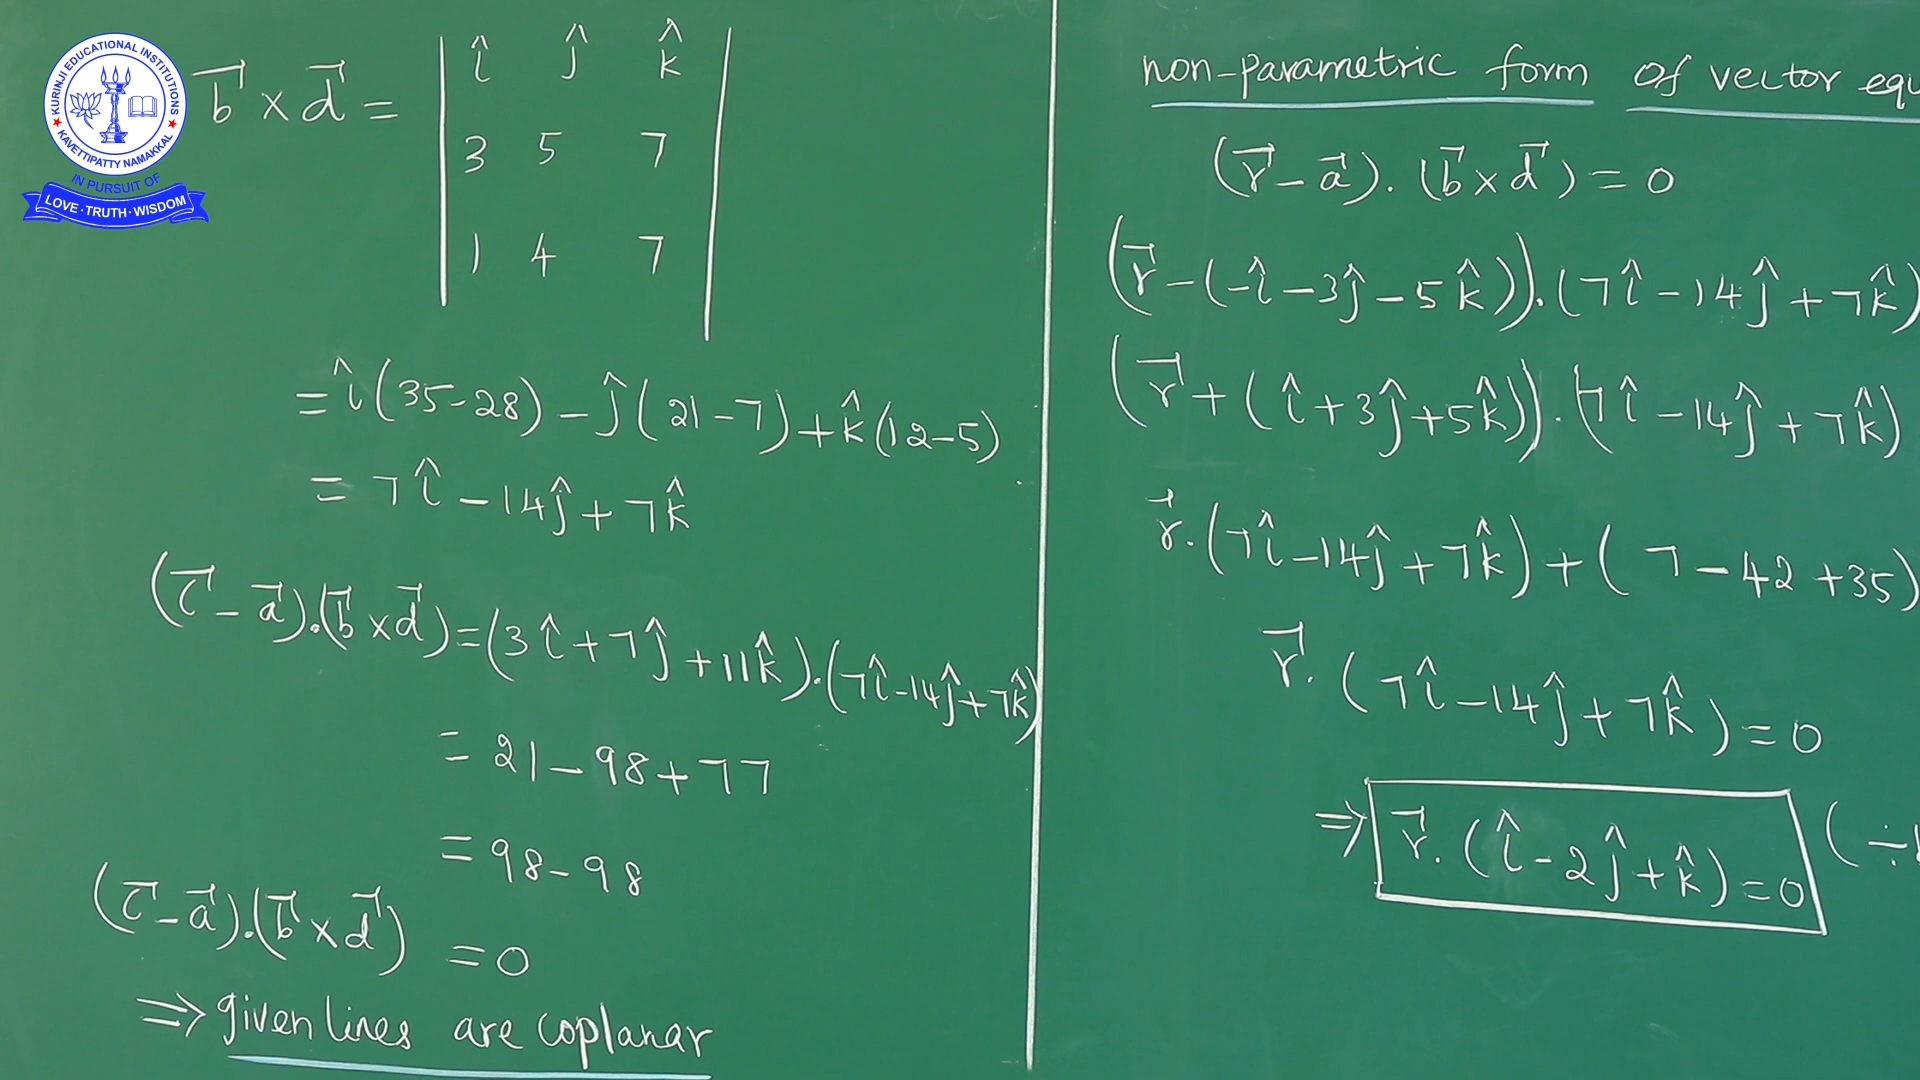 KURINJI EDUCATIONAL INSTITUTIONS
KAVETTIPATTY NAMAKKAL
IN PURSUIT OF
LOVE · TRUTH · WISDOM
b⃗ × d⃗ = | î ĵ k̂ |
| 3 5 7 |
| 1 4 7 |
= î (35-28) - ĵ (21-7) + k̂ (12-5)
= 7î - 14ĵ + 7k̂
(c⃗ - a⃗).(b⃗ × d⃗) = (3î + 7ĵ + 11k̂).(7î - 14ĵ + 7k̂)
= 21 - 98 + 77
= 98 - 98
(c⃗ - a⃗).(b⃗ × d⃗) = 0
⇒ given lines are coplanar
non-parametric form of vector equ
(r⃗ - a⃗). (b⃗ × d⃗) = 0
(r⃗ - (-î - 3ĵ - 5k̂)).(7î - 14ĵ + 7k̂)
(r⃗ + (î + 3ĵ + 5k̂)).(7î - 14ĵ + 7k̂)
r⃗.(7î - 14ĵ + 7k̂) + (7 - 42 + 35)
r⃗. (7î - 14ĵ + 7k̂) = 0
⇒ r⃗. (î - 2ĵ + k̂) = 0 (÷